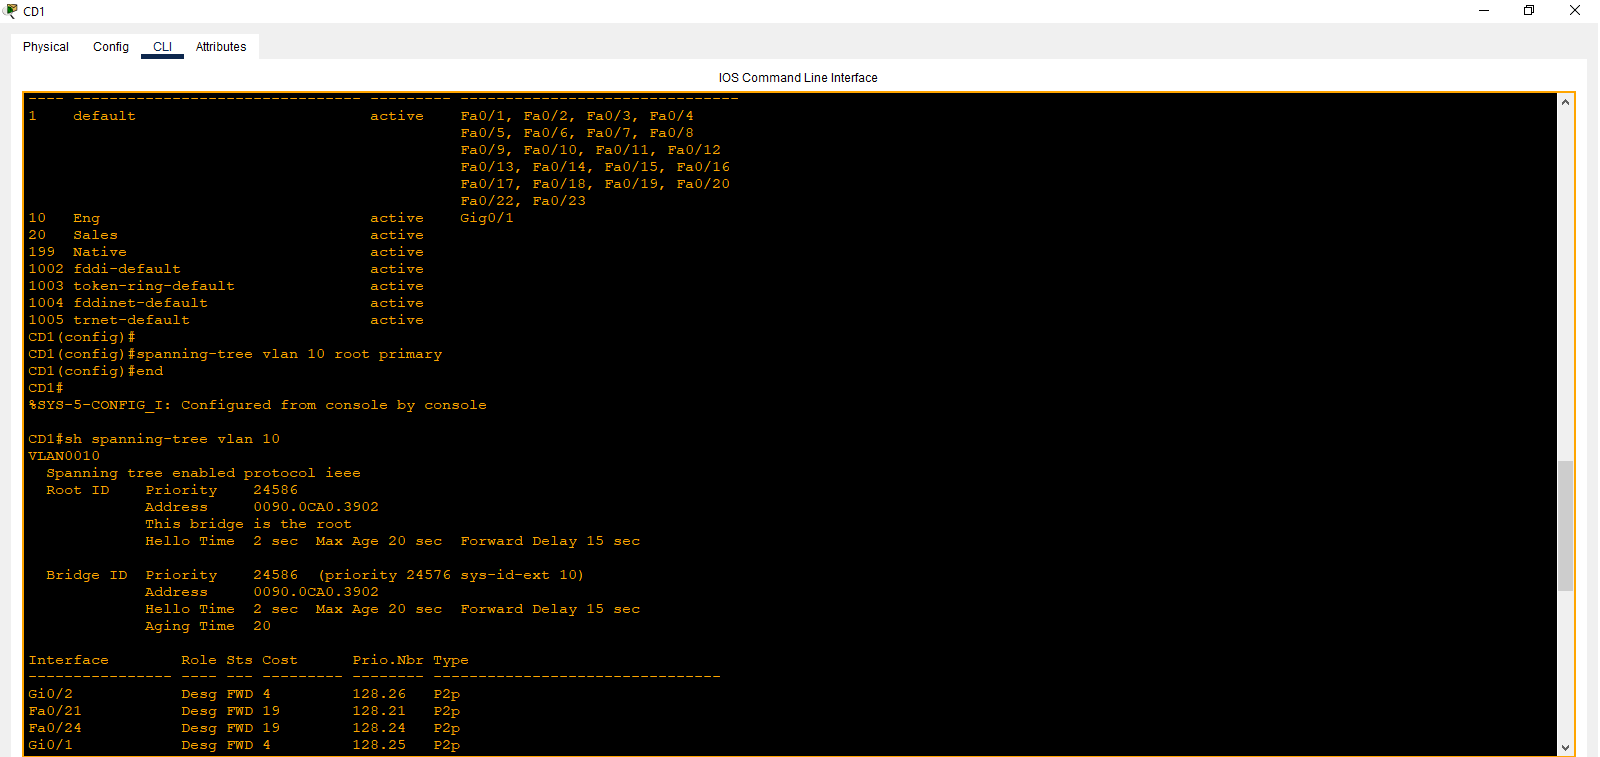 CD1
Physical Config CLI Attributes
IOS Command Line Interface
---- -------------------------------- --------- -------------------------------
1    default                          active    Fa0/1, Fa0/2, Fa0/3, Fa0/4
                                                Fa0/5, Fa0/6, Fa0/7, Fa0/8
                                                Fa0/9, Fa0/10, Fa0/11, Fa0/12
                                                Fa0/13, Fa0/14, Fa0/15, Fa0/16
                                                Fa0/17, Fa0/18, Fa0/19, Fa0/20
                                                Fa0/22, Fa0/23
10   Eng                              active    Gig0/1
20   Sales                            active
199  Native                           active
1002 fddi-default                     active
1003 token-ring-default               active
1004 fddinet-default                  active
1005 trnet-default                    active
CD1(config)#
CD1(config)#spanning-tree vlan 10 root primary
CD1(config)#end
CD1#
%SYS-5-CONFIG_I: Configured from console by console
CD1#sh spanning-tree vlan 10
VLAN0010
  Spanning tree enabled protocol ieee
  Root ID    Priority    24586
             Address     0090.0CA0.3902
             This bridge is the root
             Hello Time  2 sec  Max Age 20 sec  Forward Delay 15 sec
  Bridge ID  Priority    24586  (priority 24576 sys-id-ext 10)
             Address     0090.0CA0.3902
             Hello Time  2 sec  Max Age 20 sec  Forward Delay 15 sec
             Aging Time  20
Interface        Role Sts Cost      Prio.Nbr Type
---------------- ---- --- --------- -------- --------------------------------
Gi0/2            Desg FWD 4         128.26   P2p
Fa0/21           Desg FWD 19        128.21   P2p
Fa0/24           Desg FWD 19        128.24   P2p
Gi0/1            Desg FWD 4         128.25   P2p